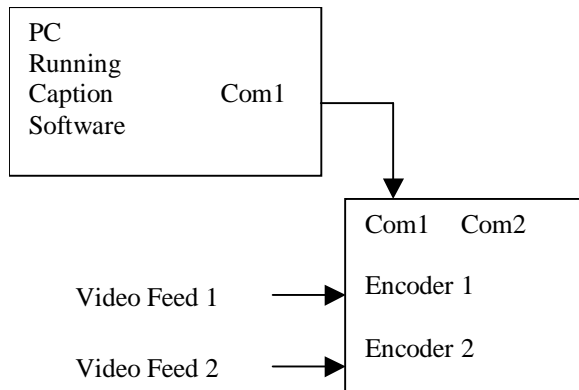 PC
Running
Caption Com1
Software
Com1 Com2
Video Feed 1 Encoder 1
Video Feed 2 Encoder 2